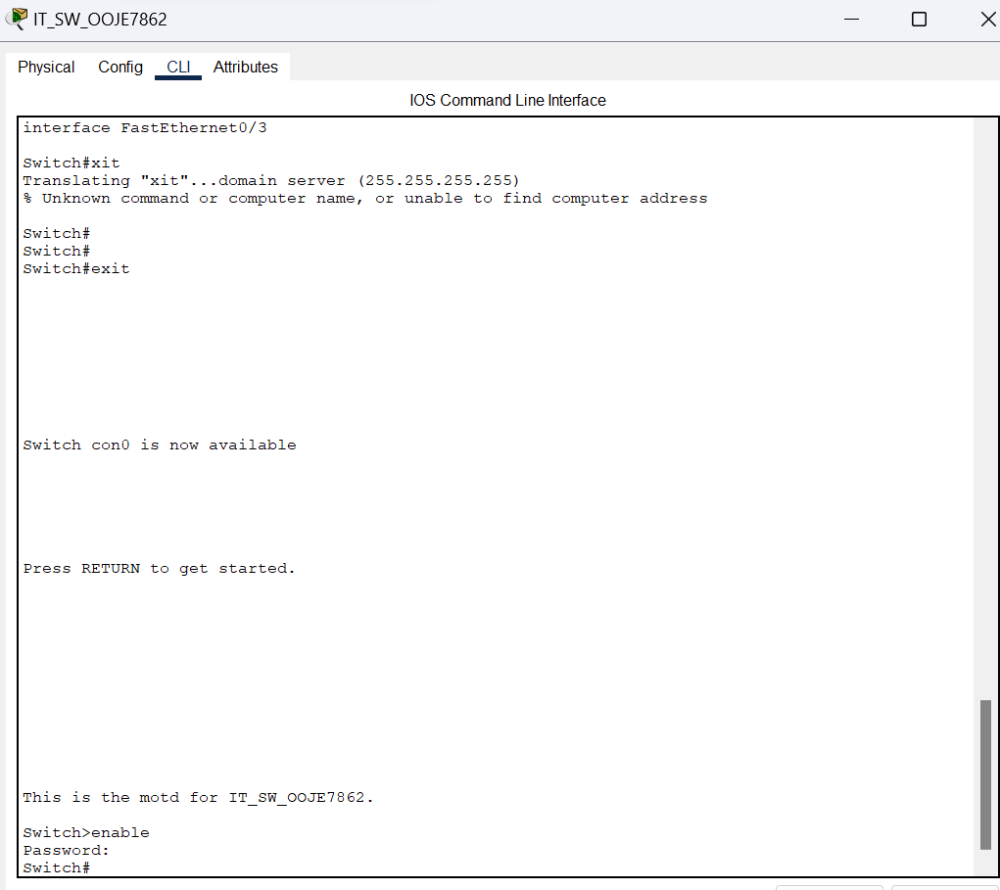 IT_SW_OOJE7862
Physical Config CLI Attributes
IOS Command Line Interface
interface FastEthernet0/3
Switch#xit
Translating "xit"...domain server (255.255.255.255)
% Unknown command or computer name, or unable to find computer address
Switch#
Switch#
Switch#exit
Switch con0 is now available
Press RETURN to get started.
This is the motd for IT_SW_OOJE7862.
Switch>enable
Password:
Switch#